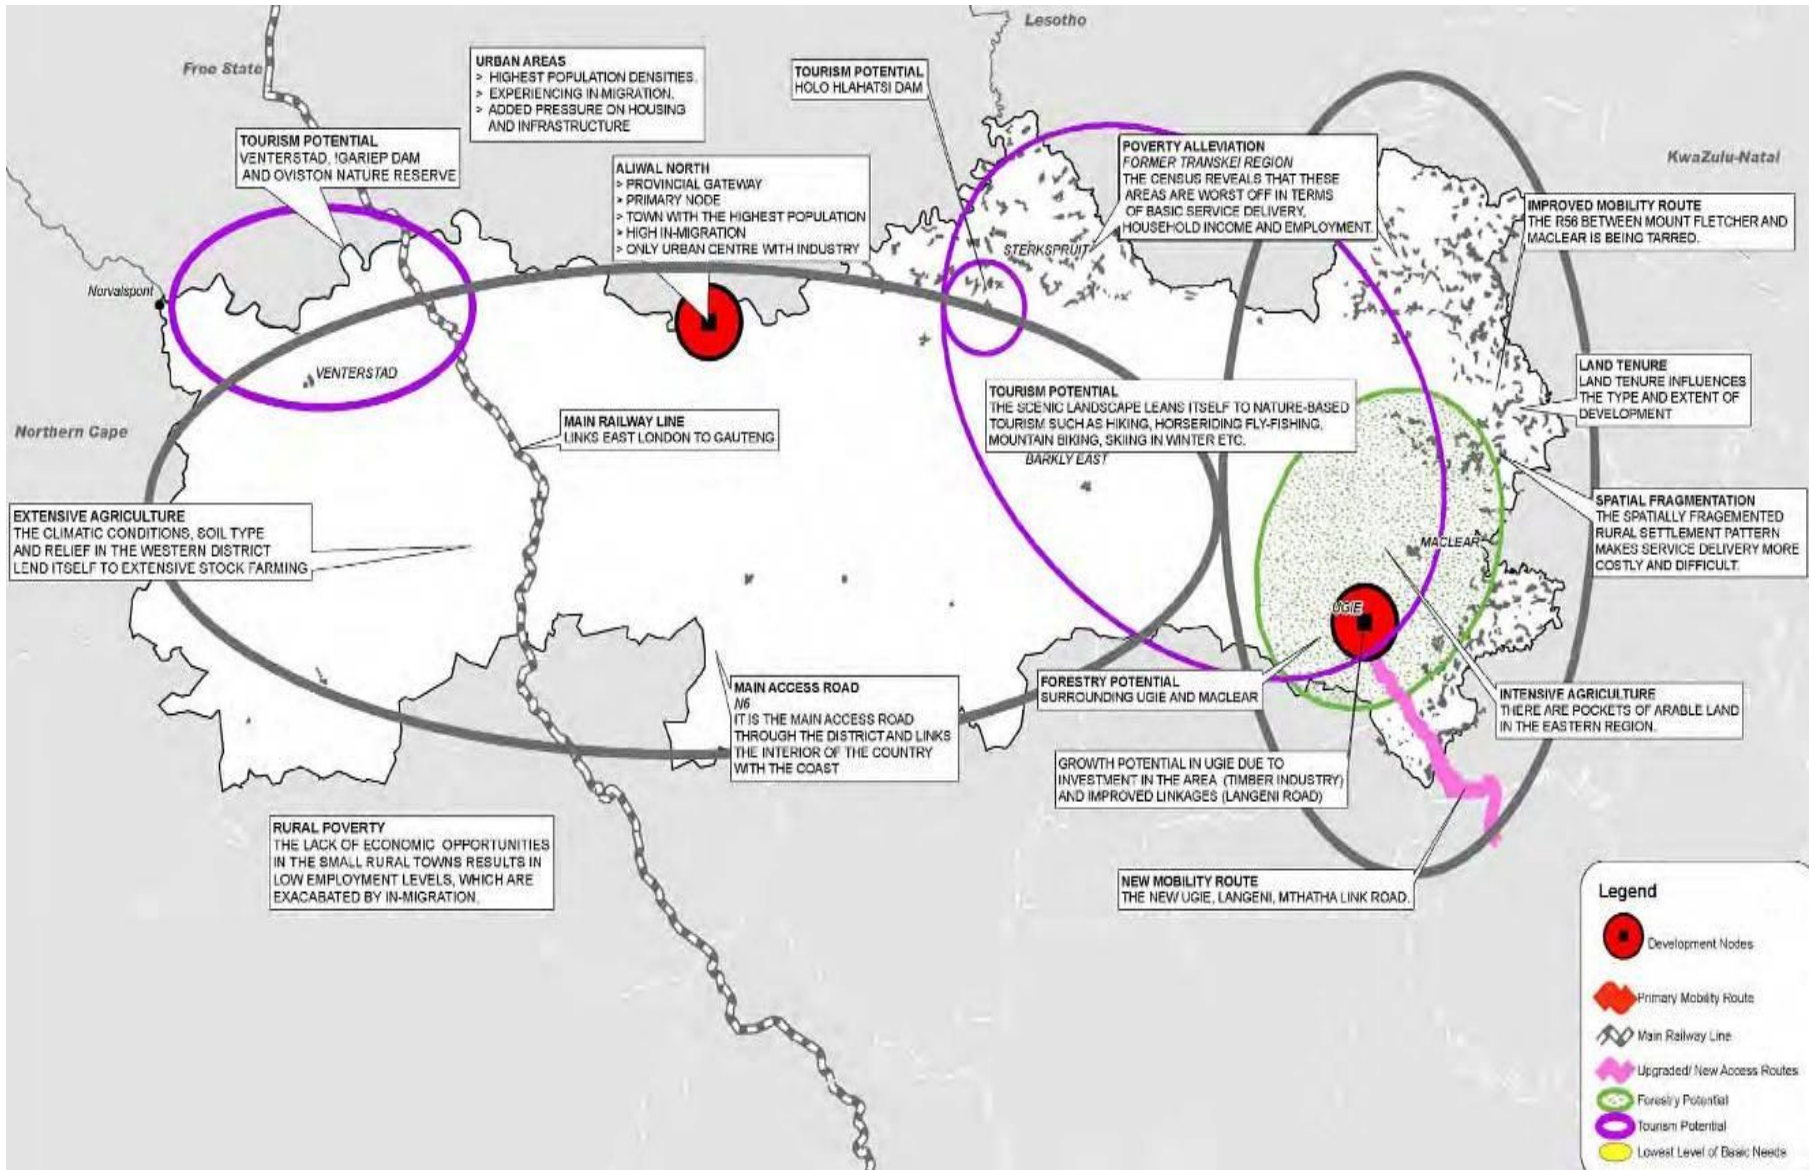 Lesotho
Free State
KwaZulu-Natal
Northern Cape
URBAN AREAS
> HIGHEST POPULATION DENSITIES.
> EXPERIENCING IN-MIGRATION.
> ADDED PRESSURE ON HOUSING
AND INFRASTRUCTURE
TOURISM POTENTIAL
HOLO HLAHATSI DAM
TOURISM POTENTIAL
VENTERSTAD, !GARIEP DAM
AND OVISTON NATURE RESERVE
ALIWAL NORTH
> PROVINCIAL GATEWAY
> PRIMARY NODE
> TOWN WITH THE HIGHEST POPULATION
> HIGH IN-MIGRATION
> ONLY URBAN CENTRE WITH INDUSTRY
POVERTY ALLEVIATION
FORMER TRANSKEI REGION
THE CENSUS REVEALS THAT THESE
AREAS ARE WORST OFF IN TERMS
OF BASIC SERVICE DELIVERY,
HOUSEHOLD INCOME AND EMPLOYMENT.
IMPROVED MOBILITY ROUTE
THE R56 BETWEEN MOUNT FLETCHER AND
MACLEAR IS BEING TARRED.
STERKSPRUIT
Norvalspont
VENTERSTAD
MAIN RAILWAY LINE
LINKS EAST LONDON TO GAUTENG
TOURISM POTENTIAL
THE SCENIC LANDSCAPE LEANS ITSELF TO NATURE-BASED
TOURISM SUCH AS HIKING, HORSERIDING FLY-FISHING,
MOUNTAIN BIKING, SKIING IN WINTER ETC.
BARKLY EAST
LAND TENURE
LAND TENURE INFLUENCES
THE TYPE AND EXTENT OF
DEVELOPMENT
EXTENSIVE AGRICULTURE
THE CLIMATIC CONDITIONS, SOIL TYPE
AND RELIEF IN THE WESTERN DISTRICT
LEND ITSELF TO EXTENSIVE STOCK FARMING
SPATIAL FRAGMENTATION
THE SPATIALLY FRAGEMENTED
RURAL SETTLEMENT PATTERN
MAKES SERVICE DELIVERY MORE
COSTLY AND DIFFICULT.
MACLEAR
UGIE
MAIN ACCESS ROAD
N6
IT IS THE MAIN ACCESS ROAD
THROUGH THE DISTRICT AND LINKS
THE INTERIOR OF THE COUNTRY
WITH THE COAST
FORESTRY POTENTIAL
SURROUNDING UGIE AND MACLEAR
INTENSIVE AGRICULTURE
THERE ARE POCKETS OF ARABLE LAND
IN THE EASTERN REGION.
GROWTH POTENTIAL IN UGIE DUE TO
INVESTMENT IN THE AREA (TIMBER INDUSTRY)
AND IMPROVED LINKAGES (LANGENI ROAD)
RURAL POVERTY
THE LACK OF ECONOMIC OPPORTUNITIES
IN THE SMALL RURAL TOWNS RESULTS IN
LOW EMPLOYMENT LEVELS, WHICH ARE
EXACABATED BY IN-MIGRATION.
NEW MOBILITY ROUTE
THE NEW UGIE, LANGENI, MTHATHA LINK ROAD.
Legend
Development Nodes
Primary Mobility Route
Main Railway Line
Upgraded/ New Access Routes
Forestry Potential
Tourism Potential
Lowest Level of Basic Needs